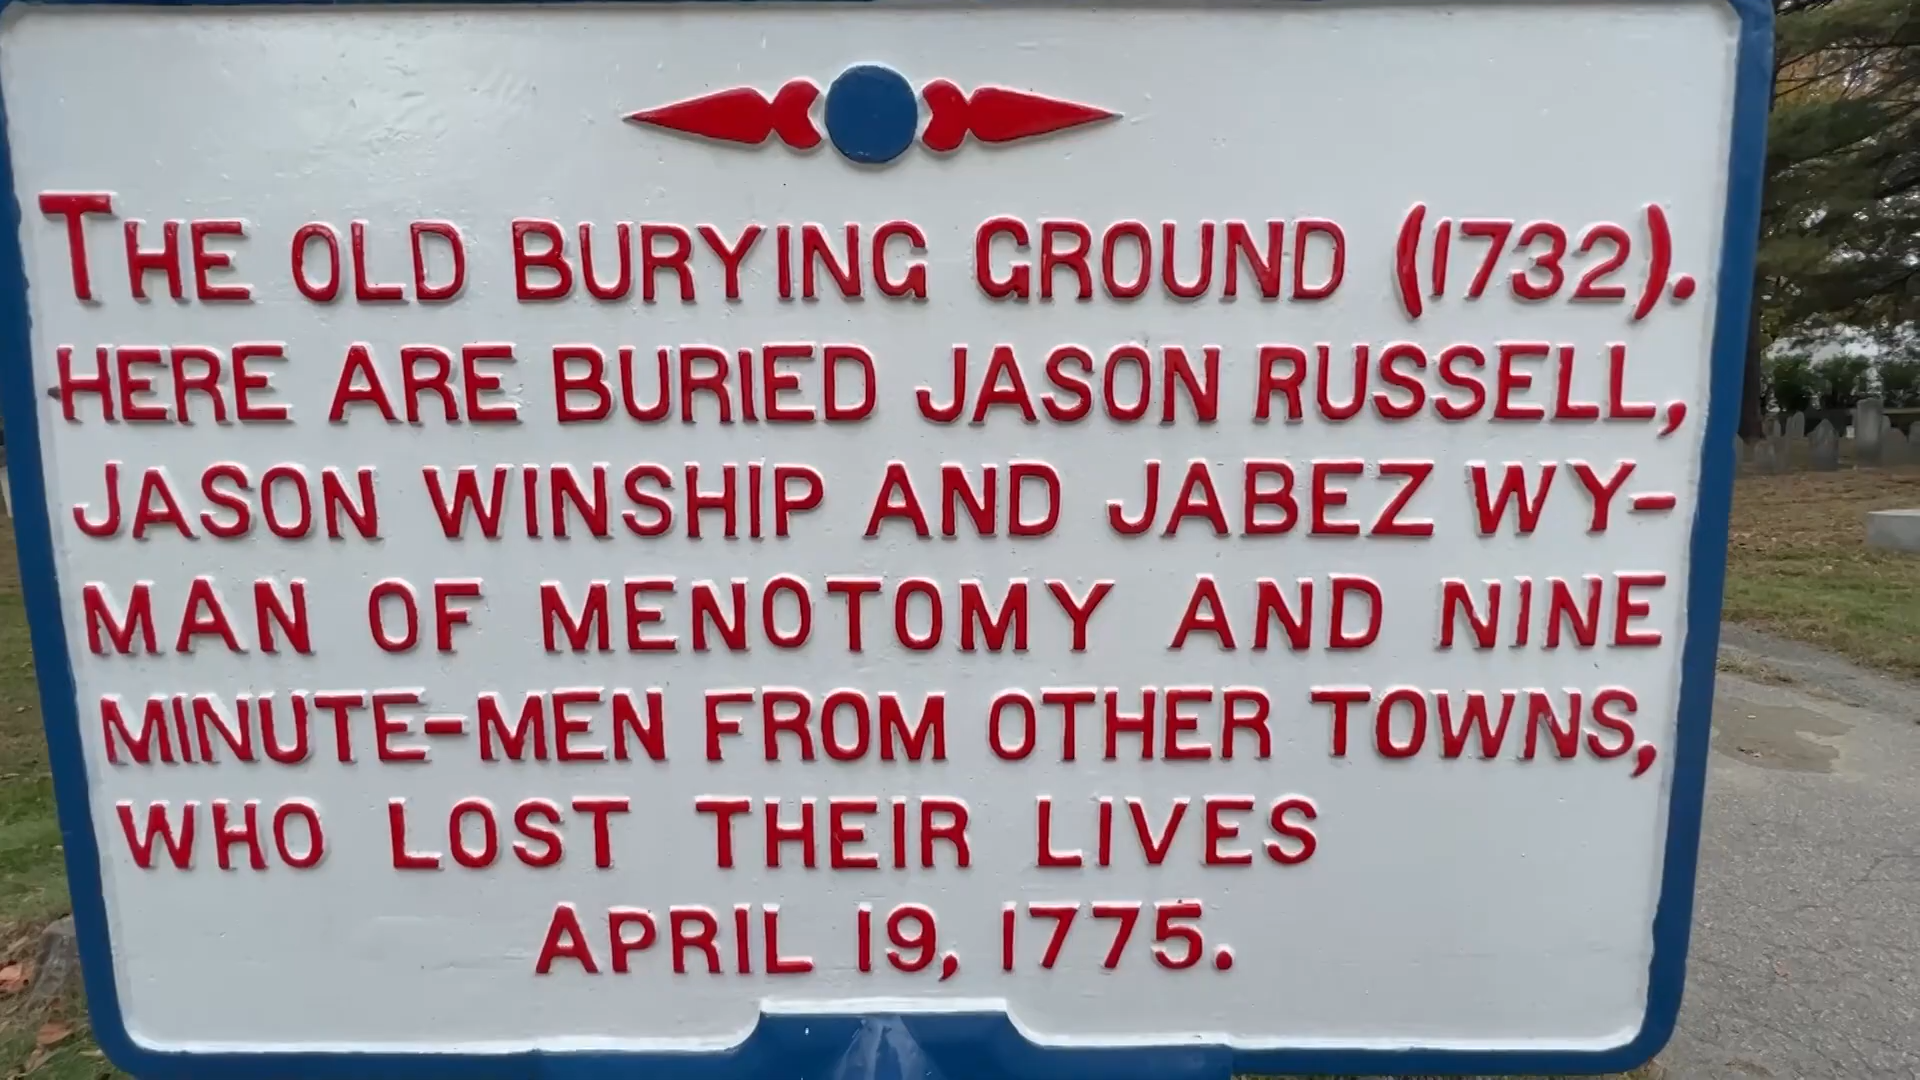 THE OLD BURYING GROUND (1732).
HERE ARE BURIED JASON RUSSELL,
JASON WINSHIP AND JABEZ WY-
MAN OF MENOTOMY AND NINE
MINUTE-MEN FROM OTHER TOWNS,
WHO LOST THEIR LIVES
APRIL 19, 1775.